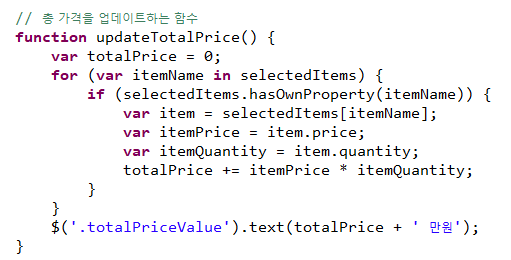 // 총 가격을 업데이트하는 함수
function updateTotalPrice() {
    var totalPrice = 0;
    for (var itemName in selectedItems) {
        if (selectedItems.hasOwnProperty(itemName)) {
            var item = selectedItems[itemName];
            var itemPrice = item.price;
            var itemQuantity = item.quantity;
            totalPrice += itemPrice * itemQuantity;
        }
    }
    $('.totalPriceValue').text(totalPrice + ' 만원');
}